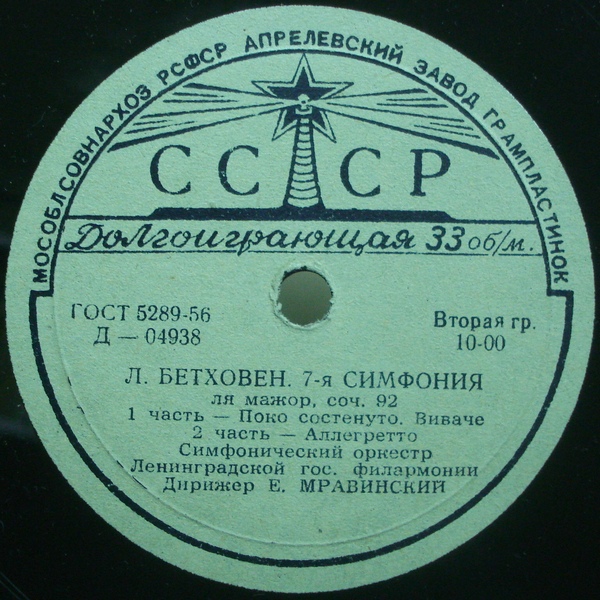 МОСОБЛСОВНАРХОЗ РСФСР АПРЕЛЕВСКИЙ ЗАВОД ГРАМПЛАСТИНОК
СССР
Долгоиграющая 33 об/м.
ГОСТ 5289-56
Д — 04938
Вторая гр.
10-00
Л. БЕТХОВЕН. 7-я СИМФОНИЯ
ля мажор, соч. 92
1 часть — Поко состенуто. Виваче
2 часть — Аллегретто
Симфонический оркестр
Ленинградской гос. филармонии
Дирижер Е. МРАВИНСКИЙ